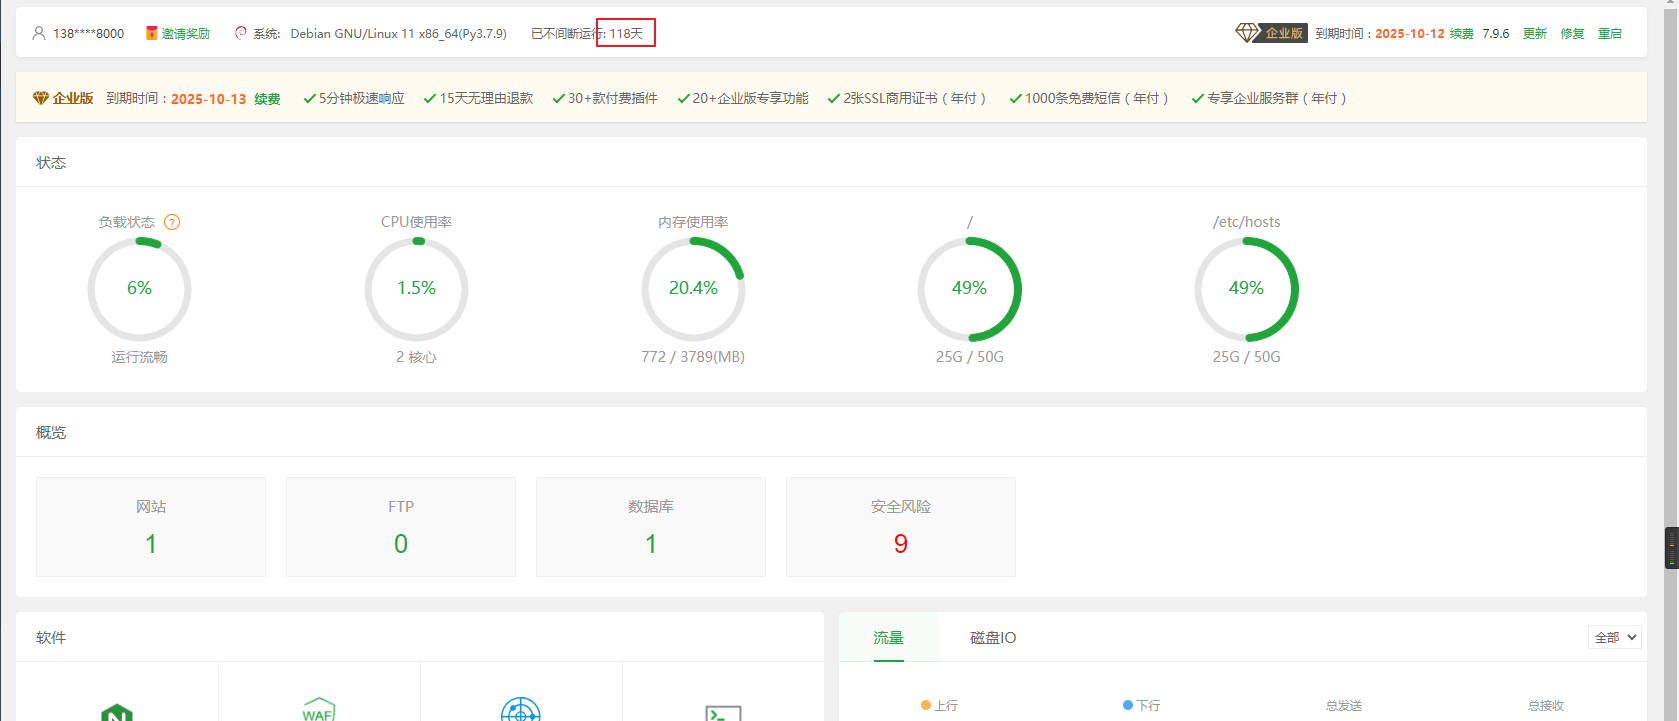 138****8000 邀请奖励 系统: Debian GNU/Linux 11 x86_64(Py3.7.9) 已不间断运行: 118天 企业版 到期时间：2025-10-12 续费 7.9.6 更新 修复 重启
企业版 到期时间：2025-10-13 续费 5分钟极速响应 15天无理由退款 30+款付费插件 20+企业版专享功能 2张SSL商用证书（年付） 1000条免费短信（年付） 专享企业服务群（年付）
状态
负载状态 ? CPU使用率 内存使用率 / /etc/hosts
6% 1.5% 20.4% 49% 49%
运行流畅 2 核心 772 / 3789(MB) 25G / 50G 25G / 50G
概览
网站 FTP 数据库 安全风险
1 0 1 9
软件 流量 磁盘IO 全部
WAF
上行 下行 总发送 总接收